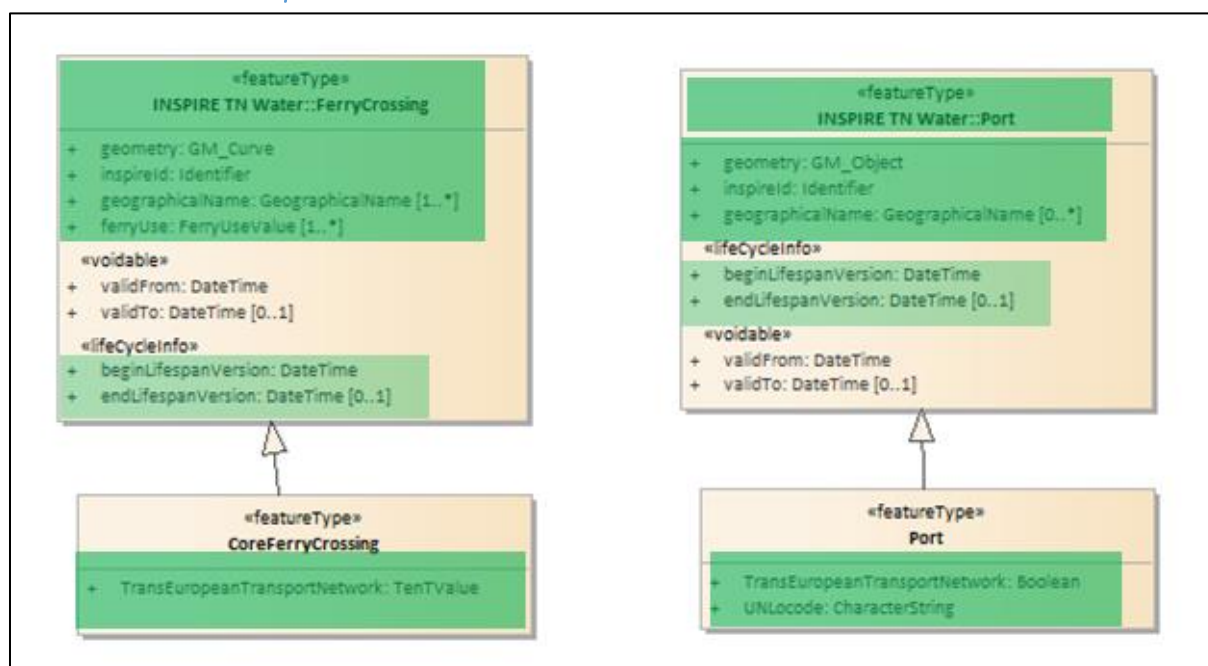 «featureType»
INSPIRE TN Water::FerryCrossing
+ geometry: GM_Curve
+ inspireId: Identifier
+ geographicalName: GeographicalName [1..*]
+ ferryUse: FerryUseValue [1..*]
«voidable»
+ validFrom: DateTime
+ validTo: DateTime [0..1]
«lifeCycleInfo»
+ beginLifespanVersion: DateTime
+ endLifespanVersion: DateTime [0..1]
«featureType»
CoreFerryCrossing
+ TransEuropeanTransportNetwork: TenTValue
«featureType»
INSPIRE TN Water::Port
+ geometry: GM_Object
+ inspireId: Identifier
+ geographicalName: GeographicalName [0..*]
«lifeCycleInfo»
+ beginLifespanVersion: DateTime
+ endLifespanVersion: DateTime [0..1]
«voidable»
+ validFrom: DateTime
+ validTo: DateTime [0..1]
«featureType»
Port
+ TransEuropeanTransportNetwork: Boolean
+ UNLocode: CharacterString